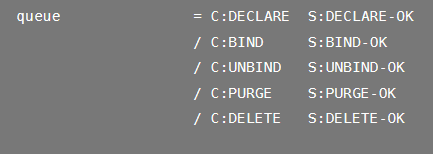 queue = C:DECLARE S:DECLARE-OK
/ C:BIND S:BIND-OK
/ C:UNBIND S:UNBIND-OK
/ C:PURGE S:PURGE-OK
/ C:DELETE S:DELETE-OK